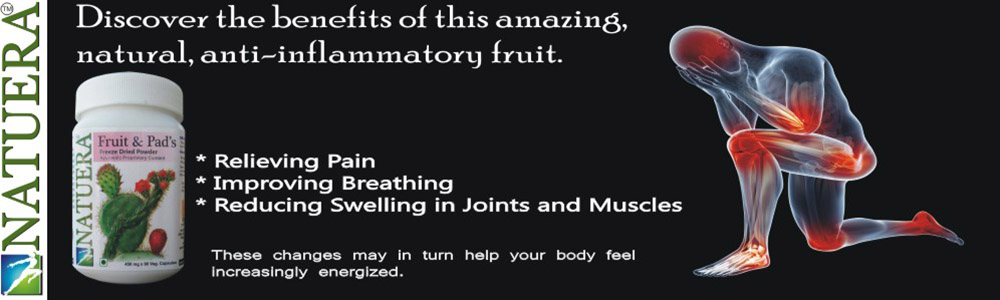 NATUERA
TM
Discover the benefits of this amazing,
natural, anti-inflammatory fruit.
NATUERA
Fruit & Pad's
Freeze Dried Powder
* Relieving Pain
* Improving Breathing
* Reducing Swelling in Joints and Muscles
These changes may in turn help your body feel
increasingly energized.